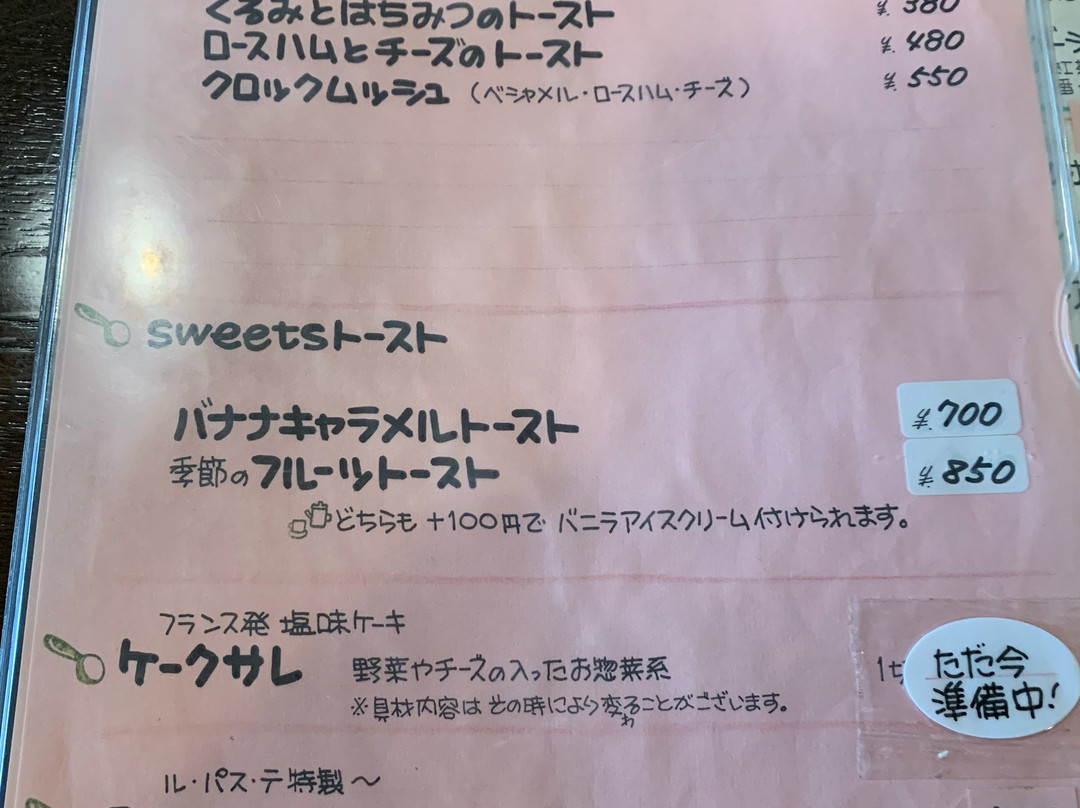 くるみとはちみつのトースト ¥.380
ロースハムとチーズのトースト ¥.480
クロックムッシュ (ベシャメル・ロースハム・チーズ) ¥.550
sweetsトースト
バナナキャラメルトースト ¥.700
季節のフルーツトースト ¥.850
どちらも +100円で バニラアイスクリーム付けられます。
フランス発 塩味ケーキ
ケークサレ 野菜やチーズの入ったお惣菜系 1
ただ今
準備中!
※具材内容は その時により変ることがございます。
わ
ル・パス・テ特製〜